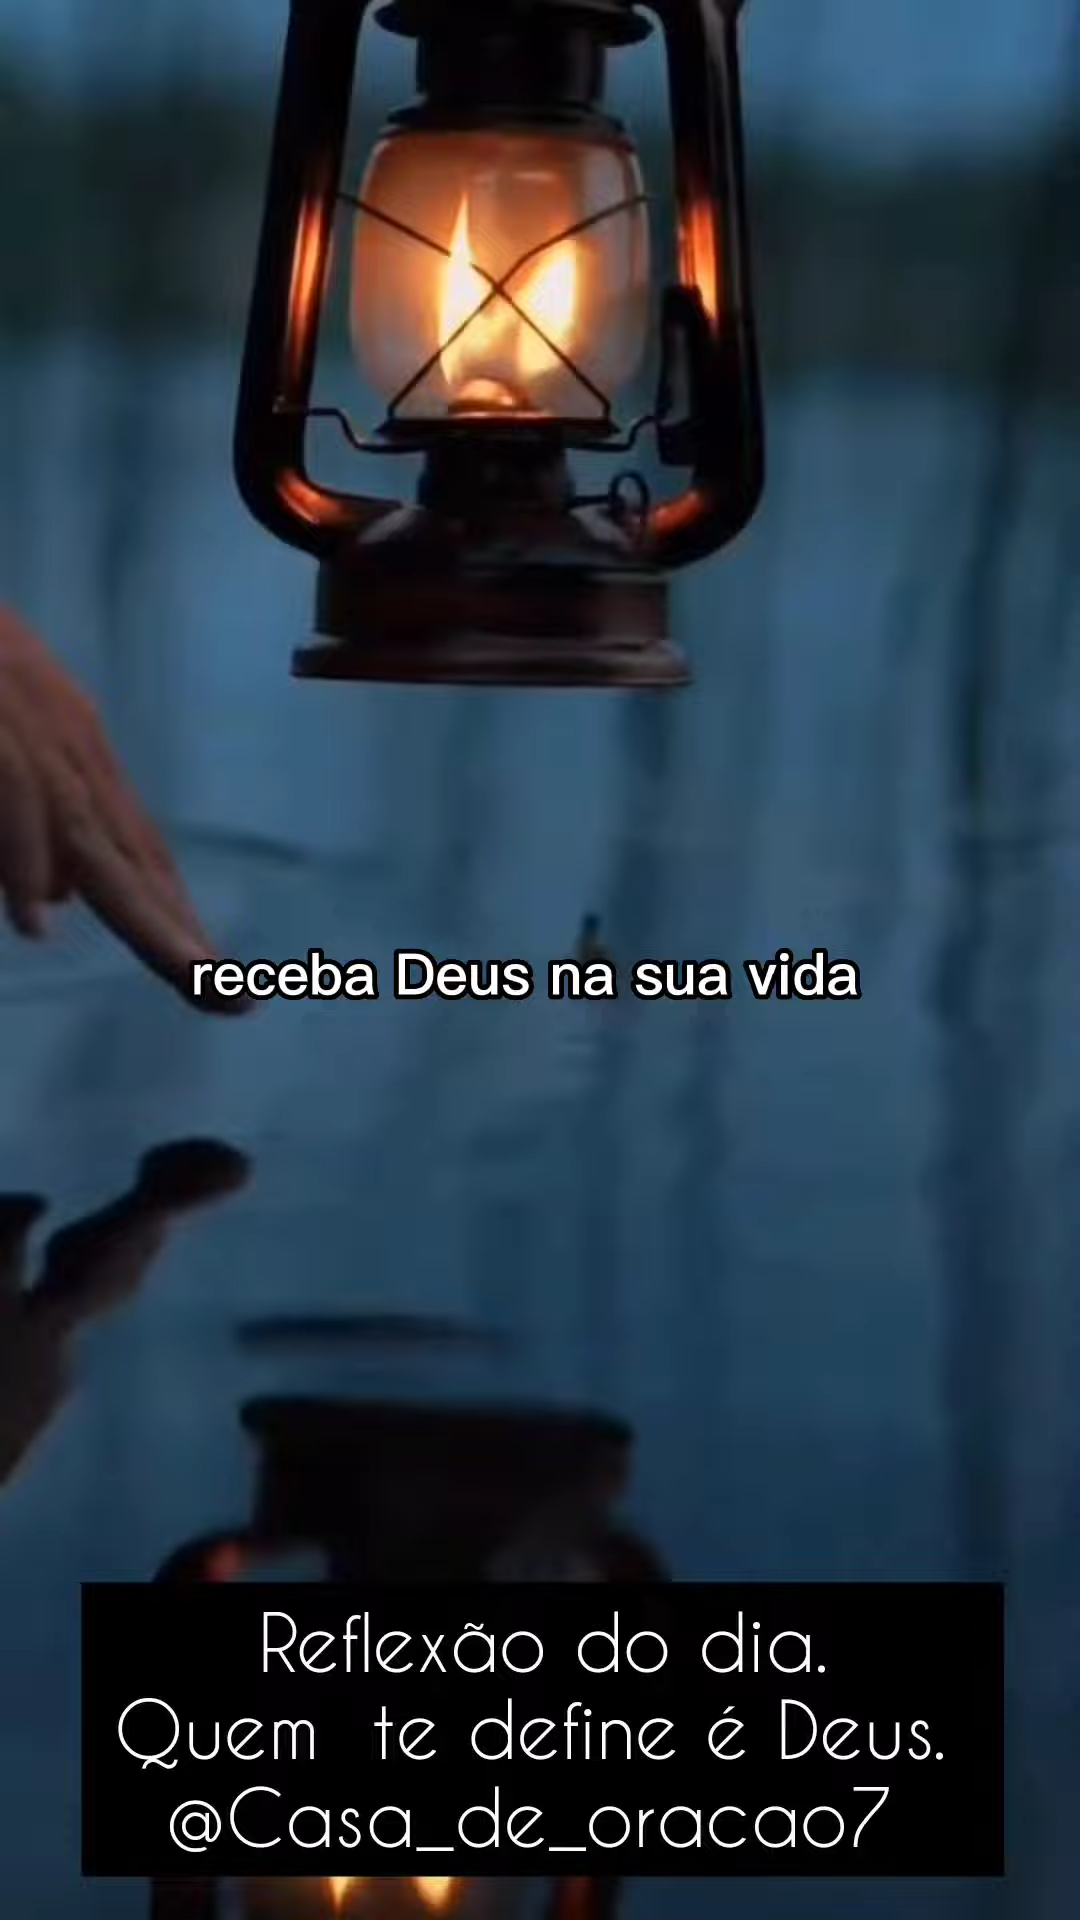 receba Deus na sua vida
Reflexão do dia.
Quem te define é Deus.
@Casa_de_oracao7